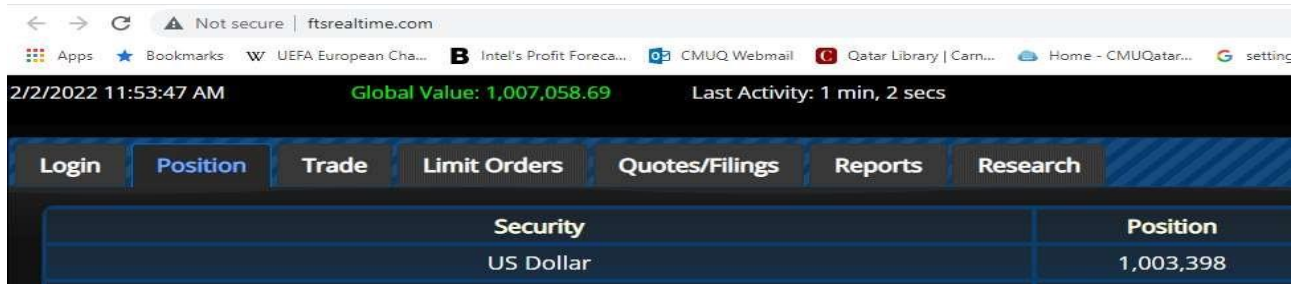 Not secure | ftsrealtime.com
Apps Bookmarks W UEFA European Cha... B Intel's Profit Foreca... CMUQ Webmail C Qatar Library | Carn... Home - CMUQatar... G setting
2/2/2022 11:53:47 AM Global Value: 1,007,058.69 Last Activity: 1 min, 2 secs
Login Position Trade Limit Orders Quotes/Filings Reports Research
Security Position
US Dollar 1,003,398